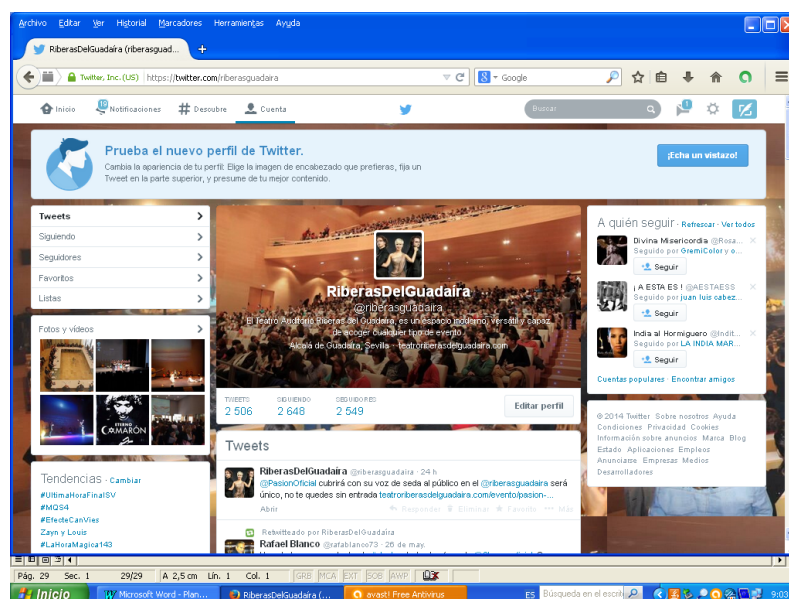 Archivo Editar Ver Historial Marcadores Herramientas Ayuda
RiberasDelGuadaíra (riberasguad... +
Twitter, Inc. (US) https://twitter.com/riberasguadaira Google
Inicio 19 Notificaciones Descubre Cuenta Buscar
Prueba el nuevo perfil de Twitter.
Cambia la apariencia de tu perfil: Elige la imagen de encabezado que prefieras, fija un
Tweet en la parte superior, y presume de tu mejor contenido.
¡Echa un vistazo!
Tweets
Siguiendo
Seguidores
Favoritos
Listas
Fotos y vídeos
ETERNO
CAMARÓN
Tendencias · Cambiar
#UltimaHoraFinalSV
#MQS4
#EfecteCanVies
Zayn y Louis
#LaHoraMagica143
RiberasDelGuadaíra
@riberasguadaira
El Teatro Auditorio Riberas del Guadaíra, es un espacio moderno, versátil y capaz
de acoger cualquier tipo de evento.
Alcalá de Guadaíra, Sevilla · teatroriberasdelguadaira.com
TWEETS SIGUIENDO SEGUIDORES
2 506 2 648 2 549
Editar perfil
Tweets
RiberasDelGuadaíra @riberasguadaira · 24 h
@PasionOficial cubrirá con su voz de seda al público en el @riberasguadaira será
único, no te quedes sin entrada teatroriberasdelguadaira.com/evento/pasion-...
Abrir Responder Eliminar Favorito Más
Retwitteado por RiberasDelGuadaíra
Rafael Blanco @rafablanco73 · 26 de may.
A quién seguir · Refrescar · Ver todos
Divina Misericordia @Rosa...
Seguido por GremiColor y o...
Seguir
¡ A ESTA ES ! @AESTAESS
Seguido por juan luis cabez...
Seguir
India al Hormiguero @Indit...
Seguido por LA INDIA MAR...
Seguir
Cuentas populares · Encontrar amigos
© 2014 Twitter Sobre nosotros Ayuda
Condiciones Privacidad Cookies
Información sobre anuncios Marca Blog
Estado Aplicaciones Empleos
Anunciarse Empresas Medios
Desarrolladores
Pág. 29 Sec. 1 29/29 A 2,5 cm Lín. 1 Col. 1 GRB MCA EXT SOB AWP
Inicio Microsoft Word - Plan... RiberasDelGuadaíra (... avast! Free Antivirus ES Búsqueda en el escrito 9:03